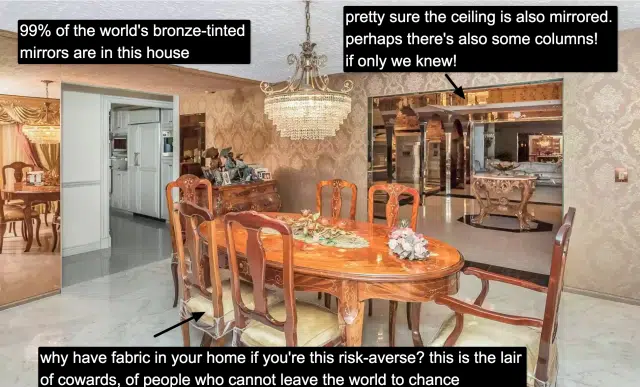 99% of the world's bronze-tinted
mirrors are in this house
pretty sure the ceiling is also mirrored.
perhaps there's also some columns!
if only we knew!
why have fabric in your home if you're this risk-averse? this is the lair
of cowards, of people who cannot leave the world to chance